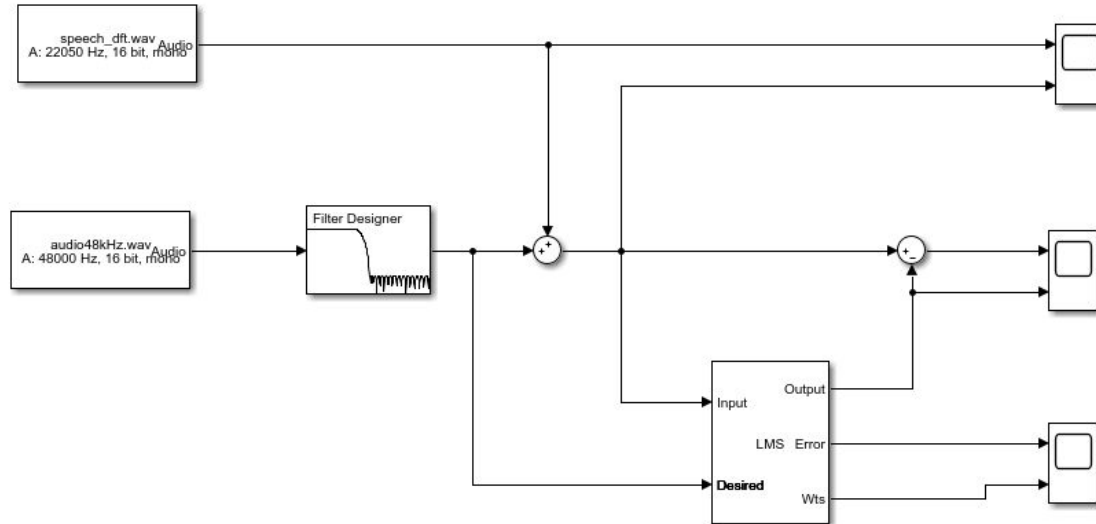 speech_dft.wav
Audio
A: 22050 Hz, 16 bit, mono
audio48kHz.wav
Audio
A: 48000 Hz, 16 bit, mono
Filter Designer
+
+
+
−
Input
Output
LMS
Error
Desired
Wts